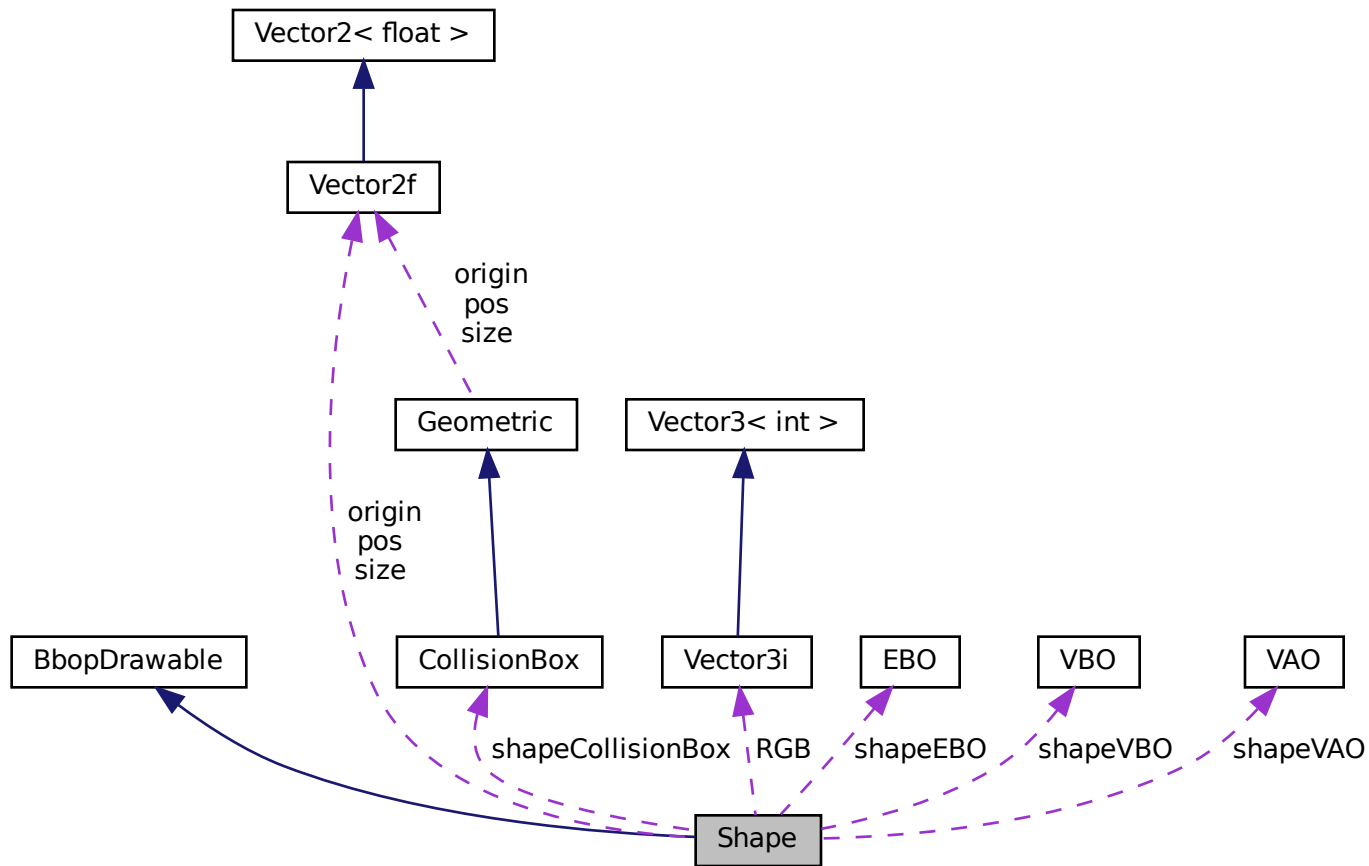 Vector2< float >
Vector2f
origin
pos
size
Geometric
Vector3< int >
origin
pos
size
BbopDrawable
CollisionBox
Vector3i
EBO
VBO
VAO
shapeCollisionBox
RGB
shapeEBO
shapeVBO
shapeVAO
Shape